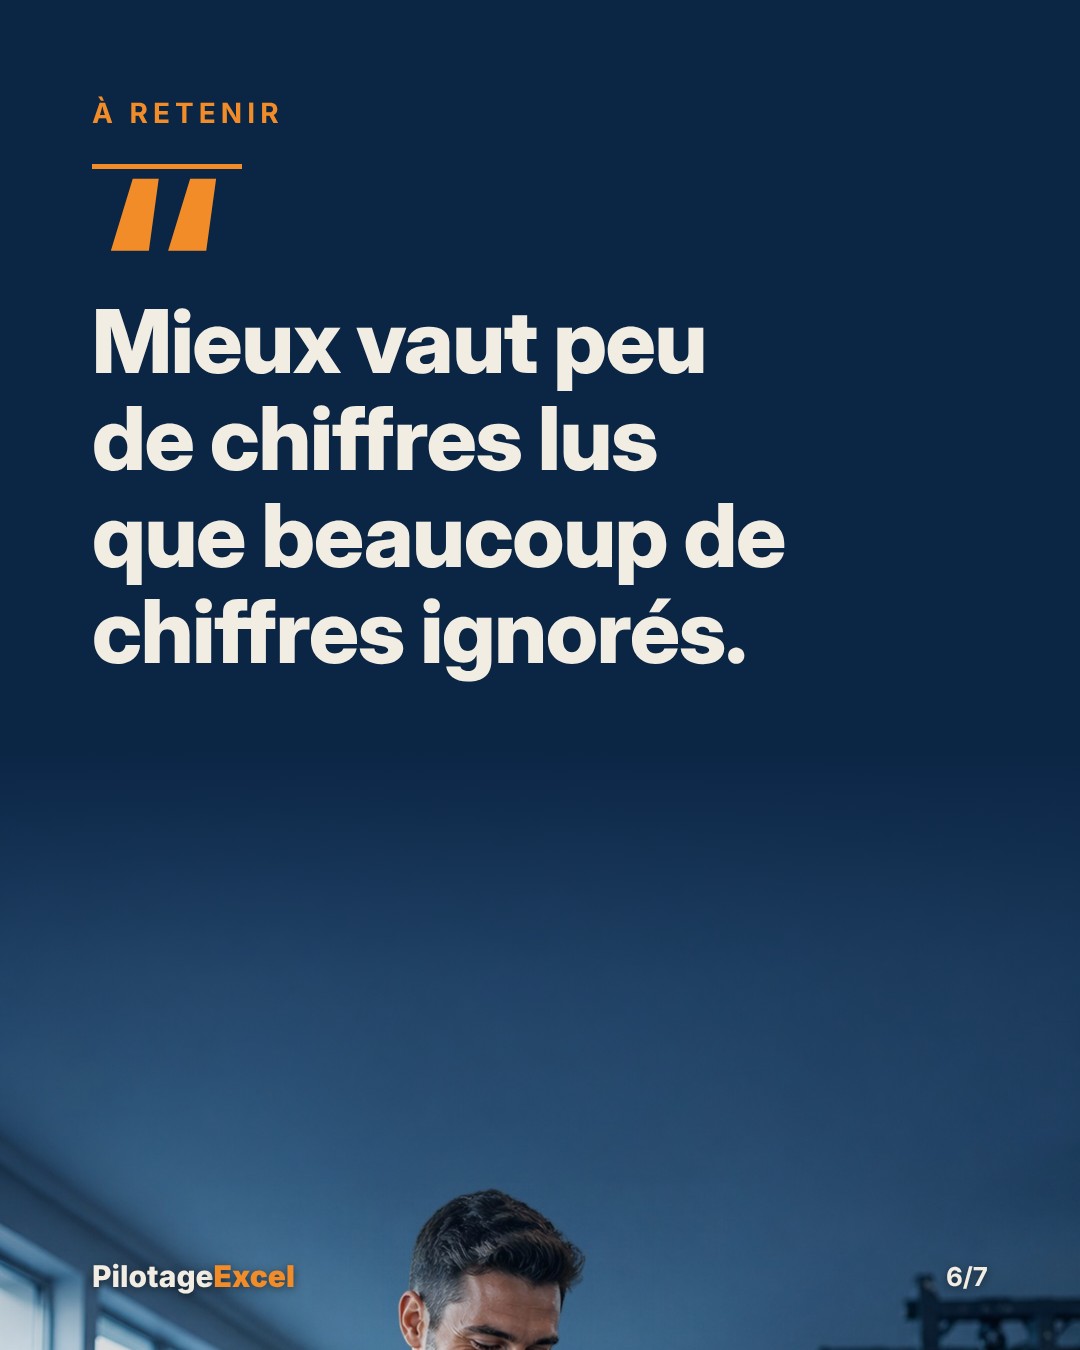 À RETENIR
"
Mieux vaut peu
de chiffres lus
que beaucoup de
chiffres ignorés.
PilotageExcel
6/7